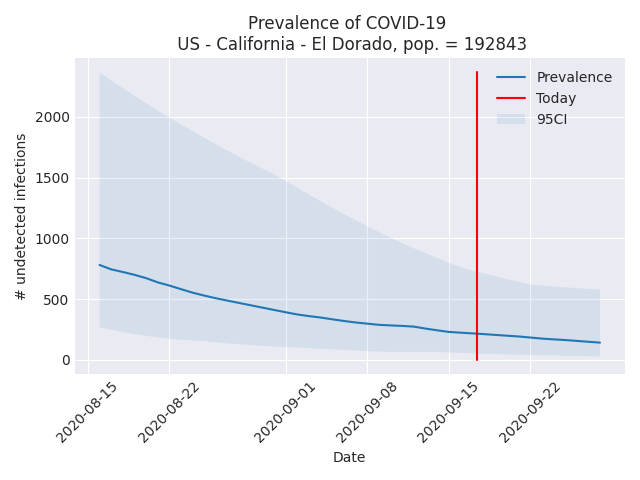 Prevalence of COVID-19
US - California - El Dorado, pop. = 192843
Prevalence
Today
95CI
# undetected infections
2000
1500
1000
500
0
2020-08-15
2020-08-22
2020-09-01
2020-09-08
2020-09-15
2020-09-22
Date